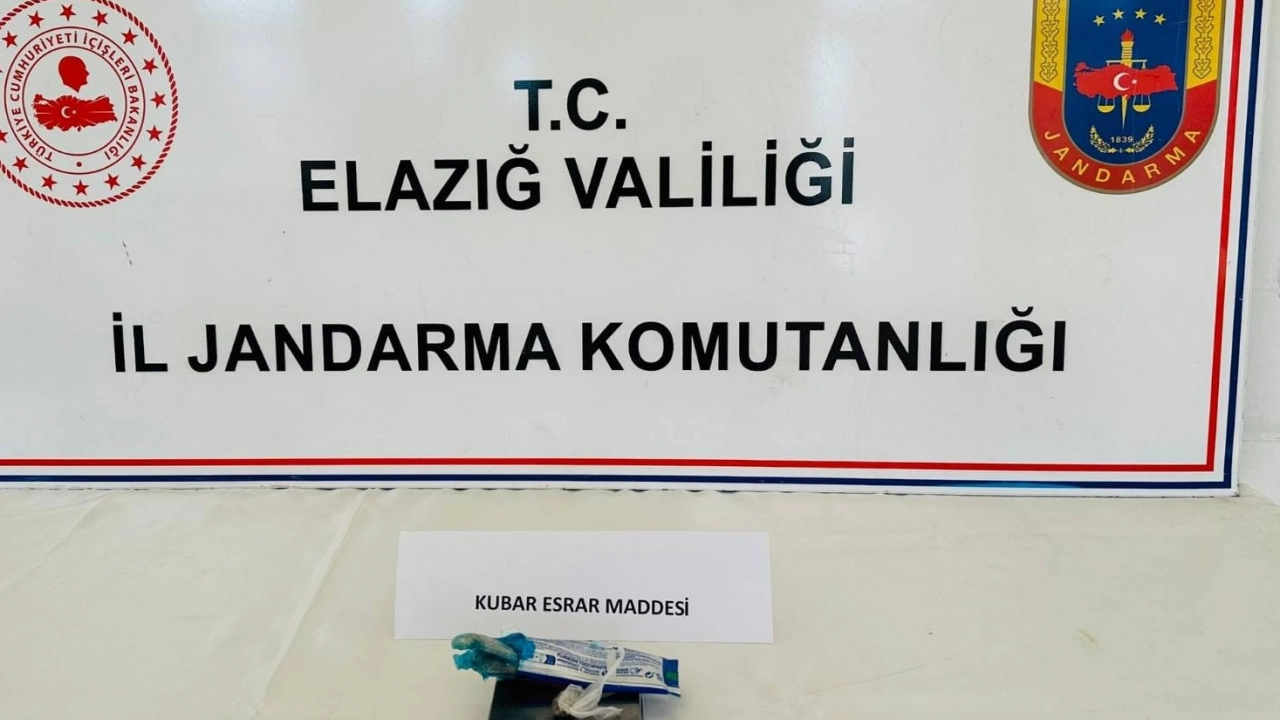 TÜRKİYE CUMHURİYETİ İÇİŞLERİ BAKANLIĞI
T.C.
ELAZIĞ VALİLİĞİ
İL JANDARMA KOMUTANLIĞI
1839
JANDARMA
KUBAR ESRAR MADDESİ